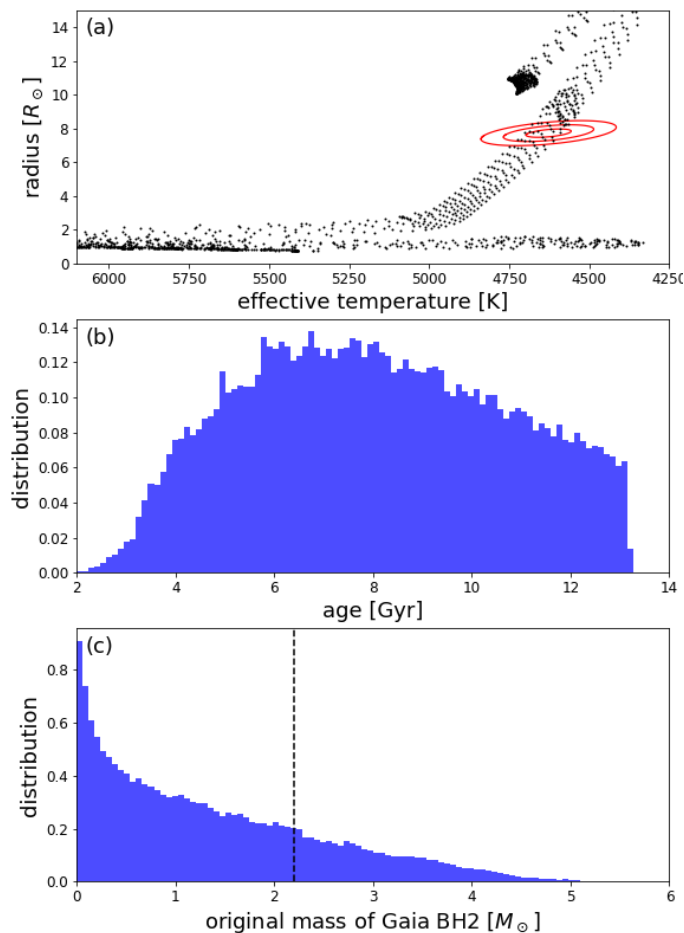 (a)
radius [R⊙]
14
12
10
8
6
4
2
0
6000 5750 5500 5250 5000 4750 4500 4250
effective temperature [K]
(b)
distribution
0.14
0.12
0.10
0.08
0.06
0.04
0.02
0.00
2 4 6 8 10 12 14
age [Gyr]
(c)
distribution
0.8
0.6
0.4
0.2
0.0
0 1 2 3 4 5 6
original mass of Gaia BH2 [M⊙]